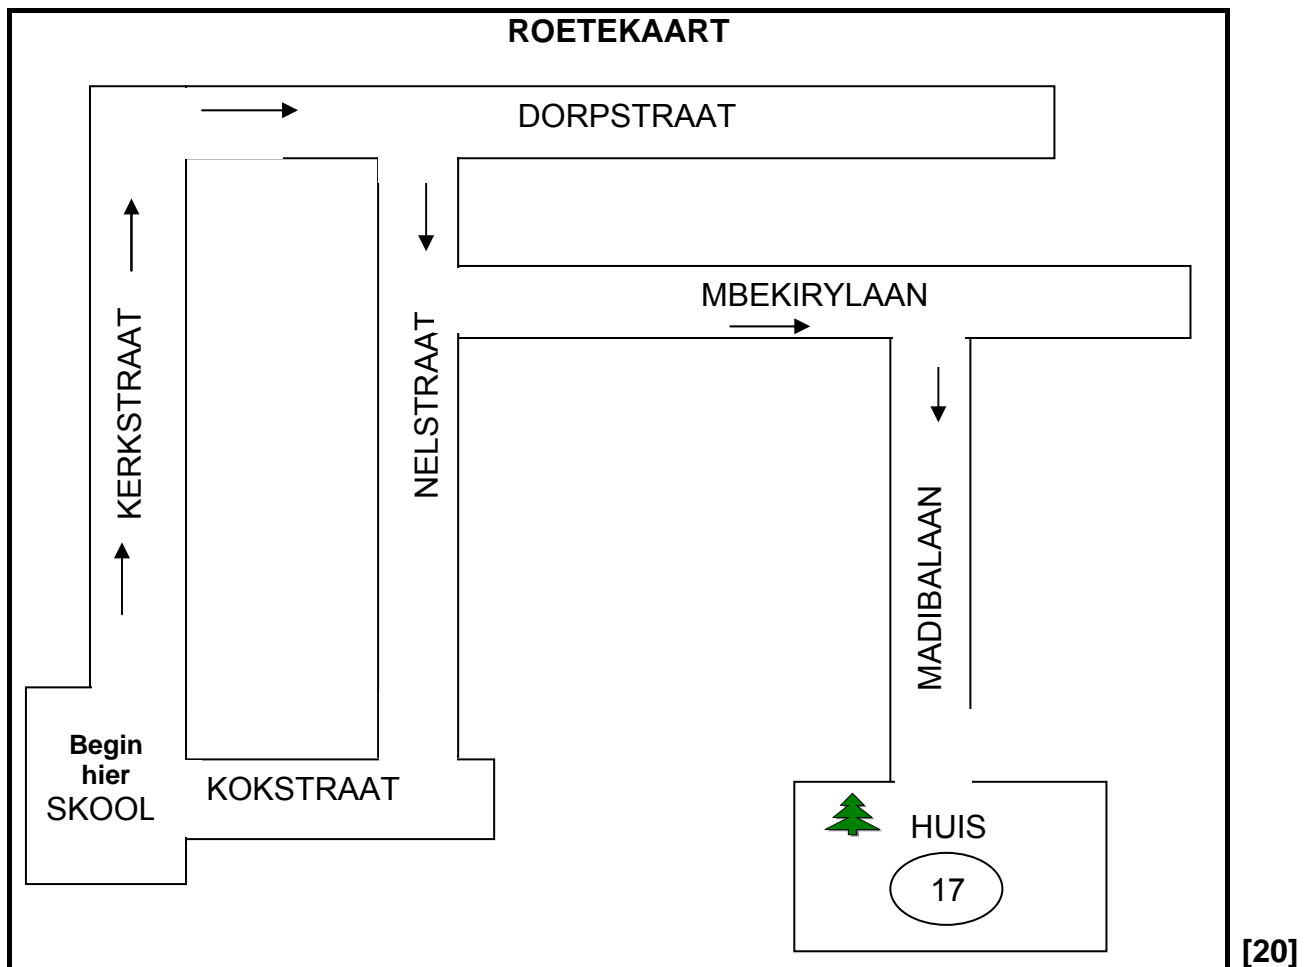 ROETEKAART
DORPSTRAAT
MBEKIRYLAAN
KERKSTRAAT
NELSTRAAT
MADIBALAAN
Begin
hier
SKOOL
KOKSTRAAT
HUIS
17
[20]